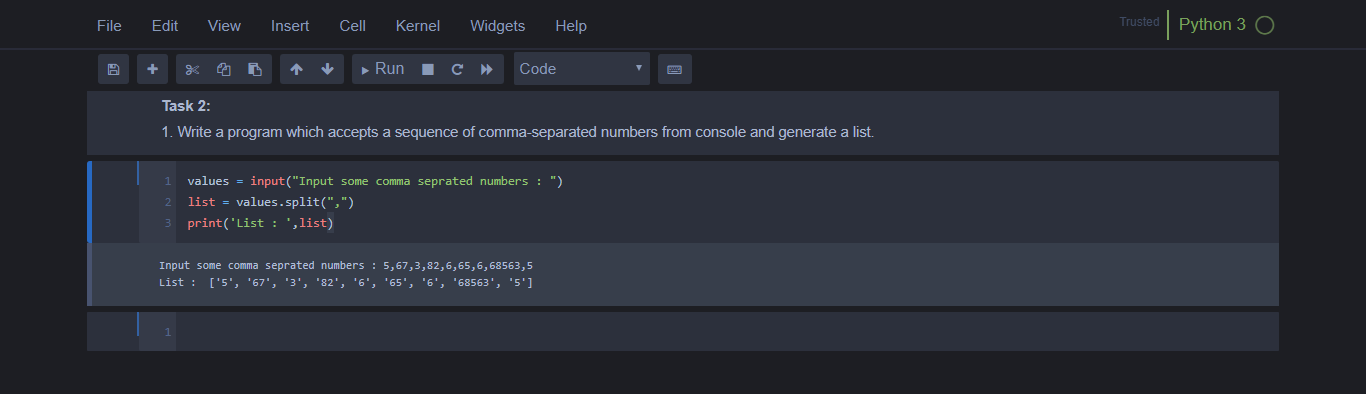 File Edit View Insert Cell Kernel Widgets Help Trusted Python 3
Run Code
Task 2:
1. Write a program which accepts a sequence of comma-separated numbers from console and generate a list.
1 values = input("Input some comma seprated numbers : ")
2 list = values.split(",")
3 print('List : ',list)
Input some comma seprated numbers : 5,67,3,82,6,65,6,68563,5
List :  ['5', '67', '3', '82', '6', '65', '6', '68563', '5']
1